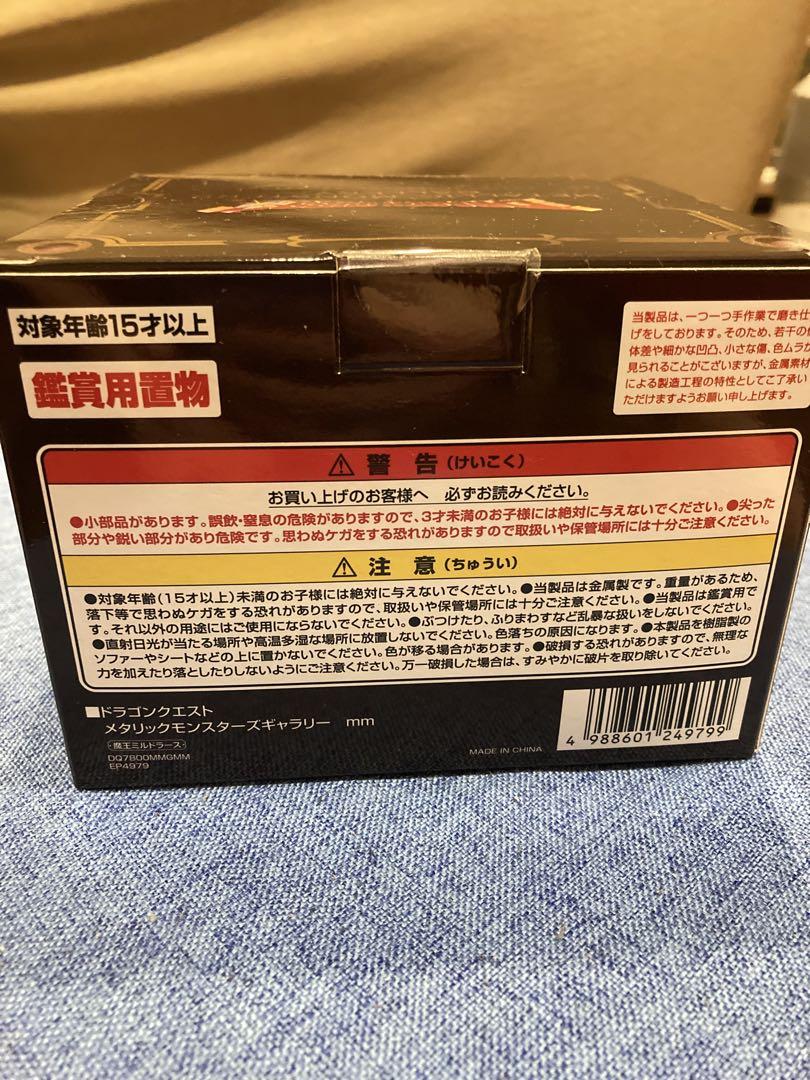 対象年齢15才以上
鑑賞用置物
当製品は、一つ一つ手作業で磨き仕
げをしております。そのため、若干の
体差や細かな凹凸、小さな傷、色ムラが
見られることがございますが、金属素材
による製造工程の特性としてご了承い
ただけますようお願い申し上げます。
⚠ 警 告 (けいこく)
お買い上げのお客様へ 必ずお読みください。
●小部品があります。誤飲・窒息の危険がありますので、3才未満のお子様には絶対に与えないでください。●尖った
部分や鋭い部分があり危険です。思わぬケガをする恐れがありますので取扱いや保管場所には十分ご注意ください。
⚠ 注 意 (ちゅうい)
●対象年齢(15才以上)未満のお子様には絶対に与えないでください。●当製品は金属製です。重量があるため、
落下等で思わぬケガをする恐れがありますので、取扱いや保管場所には十分ご注意ください。●当製品は鑑賞用で
す。それ以外の用途にはご使用にならないでください。●ぶつけたり、ふりまわすなど乱暴な扱いをしないでください。
●直射日光が当たる場所や高温多湿な場所に放置しないでください。色落ちの原因になります。●本製品を樹脂製の
ソファーやシートなどの上に置かないでください。色が移る場合があります。●破損する恐れがありますので、無理な
力を加えたり落としたりしないようにご注意ください。万一破損した場合は、すみやかに破片を取り除いてください。
■ドラゴンクエスト
メタリックモンスターズギャラリー mm
〈魔王ミルドラース〉
DQ7800MMGMM
EP4979
MADE IN CHINA
4 988601 249799